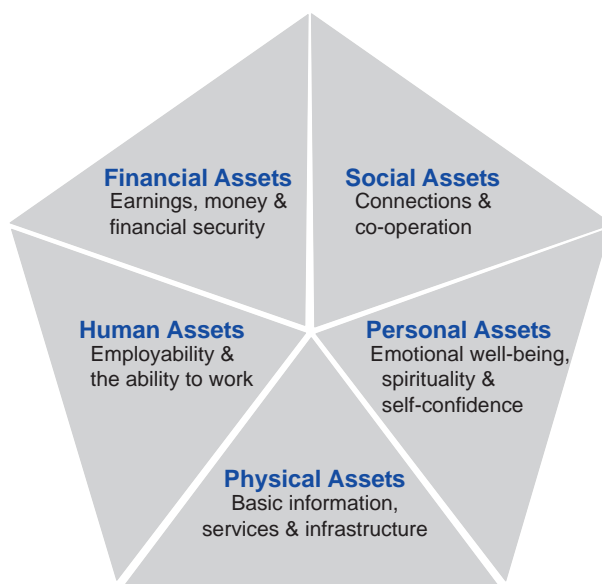 Financial Assets
Earnings, money &
financial security
Social Assets
Connections &
co-operation
Human Assets
Employability &
the ability to work
Personal Assets
Emotional well-being,
spirituality &
self-confidence
Physical Assets
Basic information,
services & infrastructure